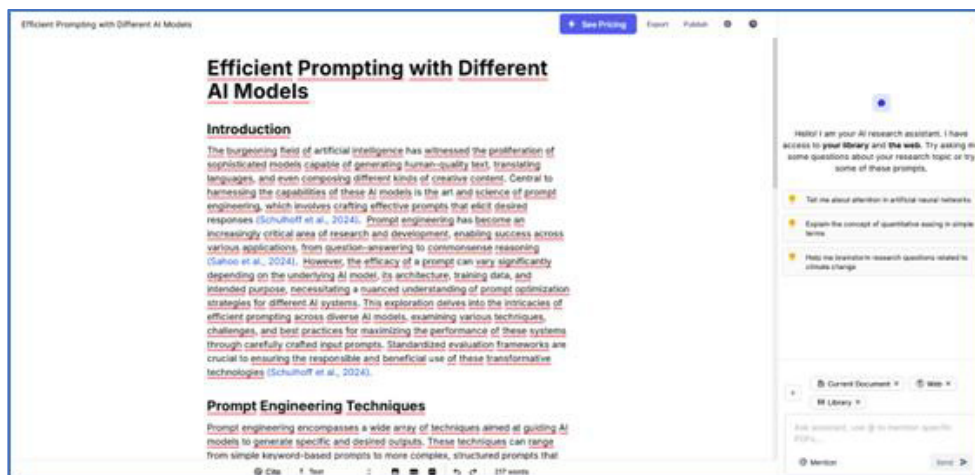 Efficient Prompting with Different AI Models
See Pricing
Export
Publish
Efficient Prompting with Different
AI Models
Introduction
The burgeoning field of artificial intelligence has witnessed the proliferation of
sophisticated models capable of generating human-quality text, translating
languages, and even composing different kinds of creative content. Central to
harnessing the capabilities of these AI models is the art and science of prompt
engineering, which involves crafting effective prompts that elicit desired
responses (Schulhoff et al., 2024). Prompt engineering has become an
increasingly critical area of research and development, enabling success across
various applications, from question-answering to commonsense reasoning
(Sahoo et al., 2024). However, the efficacy of a prompt can vary significantly
depending on the underlying AI model, its architecture, training data, and
intended purpose, necessitating a nuanced understanding of prompt optimization
strategies for different AI systems. This exploration delves into the intricacies of
efficient prompting across diverse AI models, examining various techniques,
challenges, and best practices for maximizing the performance of these systems
through carefully crafted input prompts. Standardized evaluation frameworks are
crucial to ensuring the responsible and beneficial use of these transformative
technologies (Schulhoff et al., 2024).
Prompt Engineering Techniques
Prompt engineering encompasses a wide array of techniques aimed at guiding AI
models to generate specific and desired outputs. These techniques can range
from simple keyword-based prompts to more complex, structured prompts that
Cite
Text
217 words
Hello! I am your AI research assistant. I have
access to your library and the web. Try asking me
some questions about your research topic or try
some of these prompts.
Tell me about attention in artificial neural networks
Explain the concept of quantitative easing in simple
terms
Help me brainstorm research questions related to
climate change
Current Document ×
Web ×
Library ×
Ask assistant, use @ to mention specific
PDFs...
Mention
Send